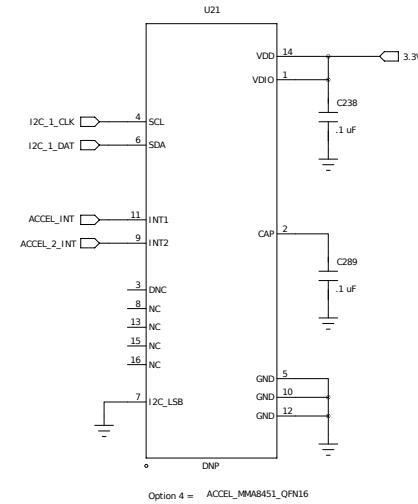 U21
VDD 14 3.3V
VDIO 1
C238
I2C_1_CLK 4 SCL .1 uF
I2C_1_DAT 6 SDA
ACCEL_INT 11 INT1
ACCEL_2_INT 9 INT2 CAP 2
C289
3 DNC .1 uF
8 NC
13 NC
15 NC
16 NC
GND 5
7 I2C_LSB GND 10
GND 12
DNP
Option 4 = ACCEL_MMA8451_QFN16